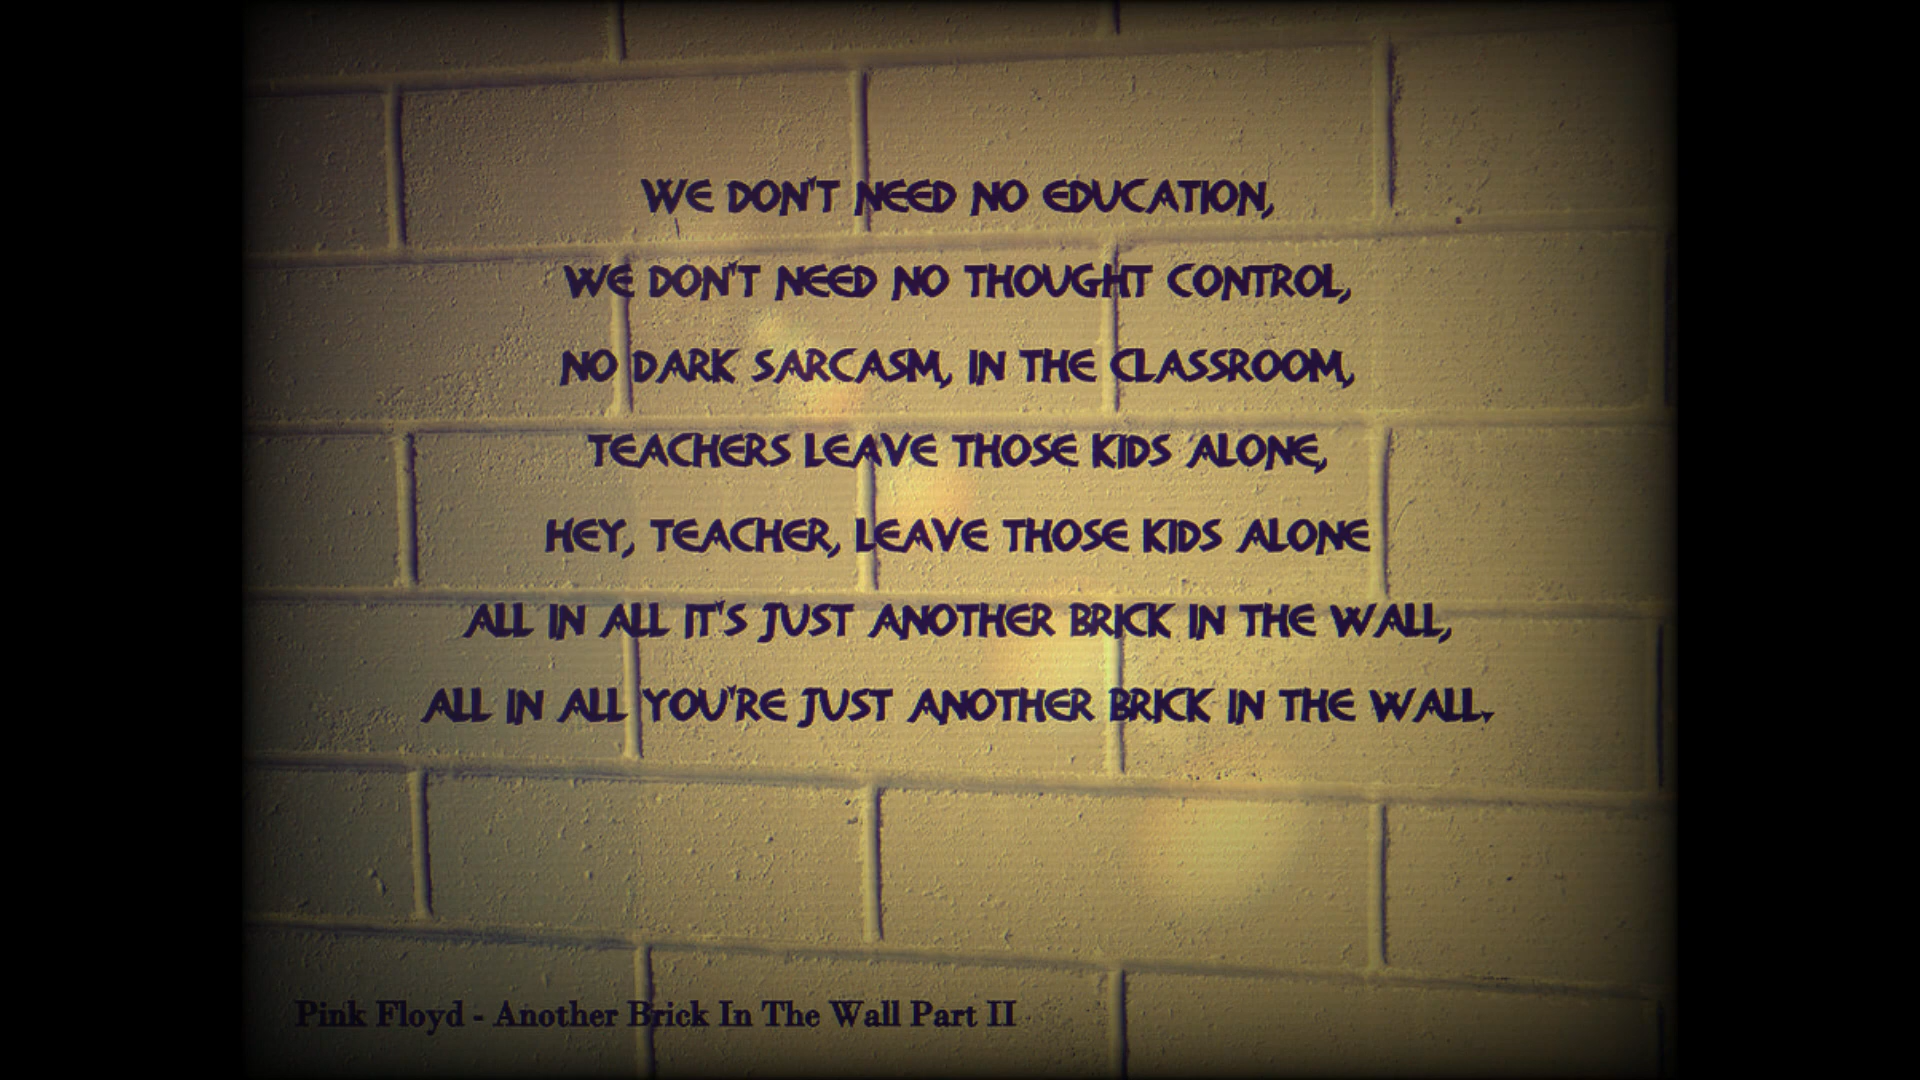 WE DON'T NEED NO EDUCATION,
WE DON'T NEED NO THOUGHT CONTROL,
NO DARK SARCASM, IN THE CLASSROOM,
TEACHERS LEAVE THOSE KIDS ALONE,
HEY, TEACHER, LEAVE THOSE KIDS ALONE
ALL IN ALL IT'S JUST ANOTHER BRICK IN THE WALL,
ALL IN ALL YOU'RE JUST ANOTHER BRICK IN THE WALL.
Pink Floyd - Another Brick In The Wall Part II